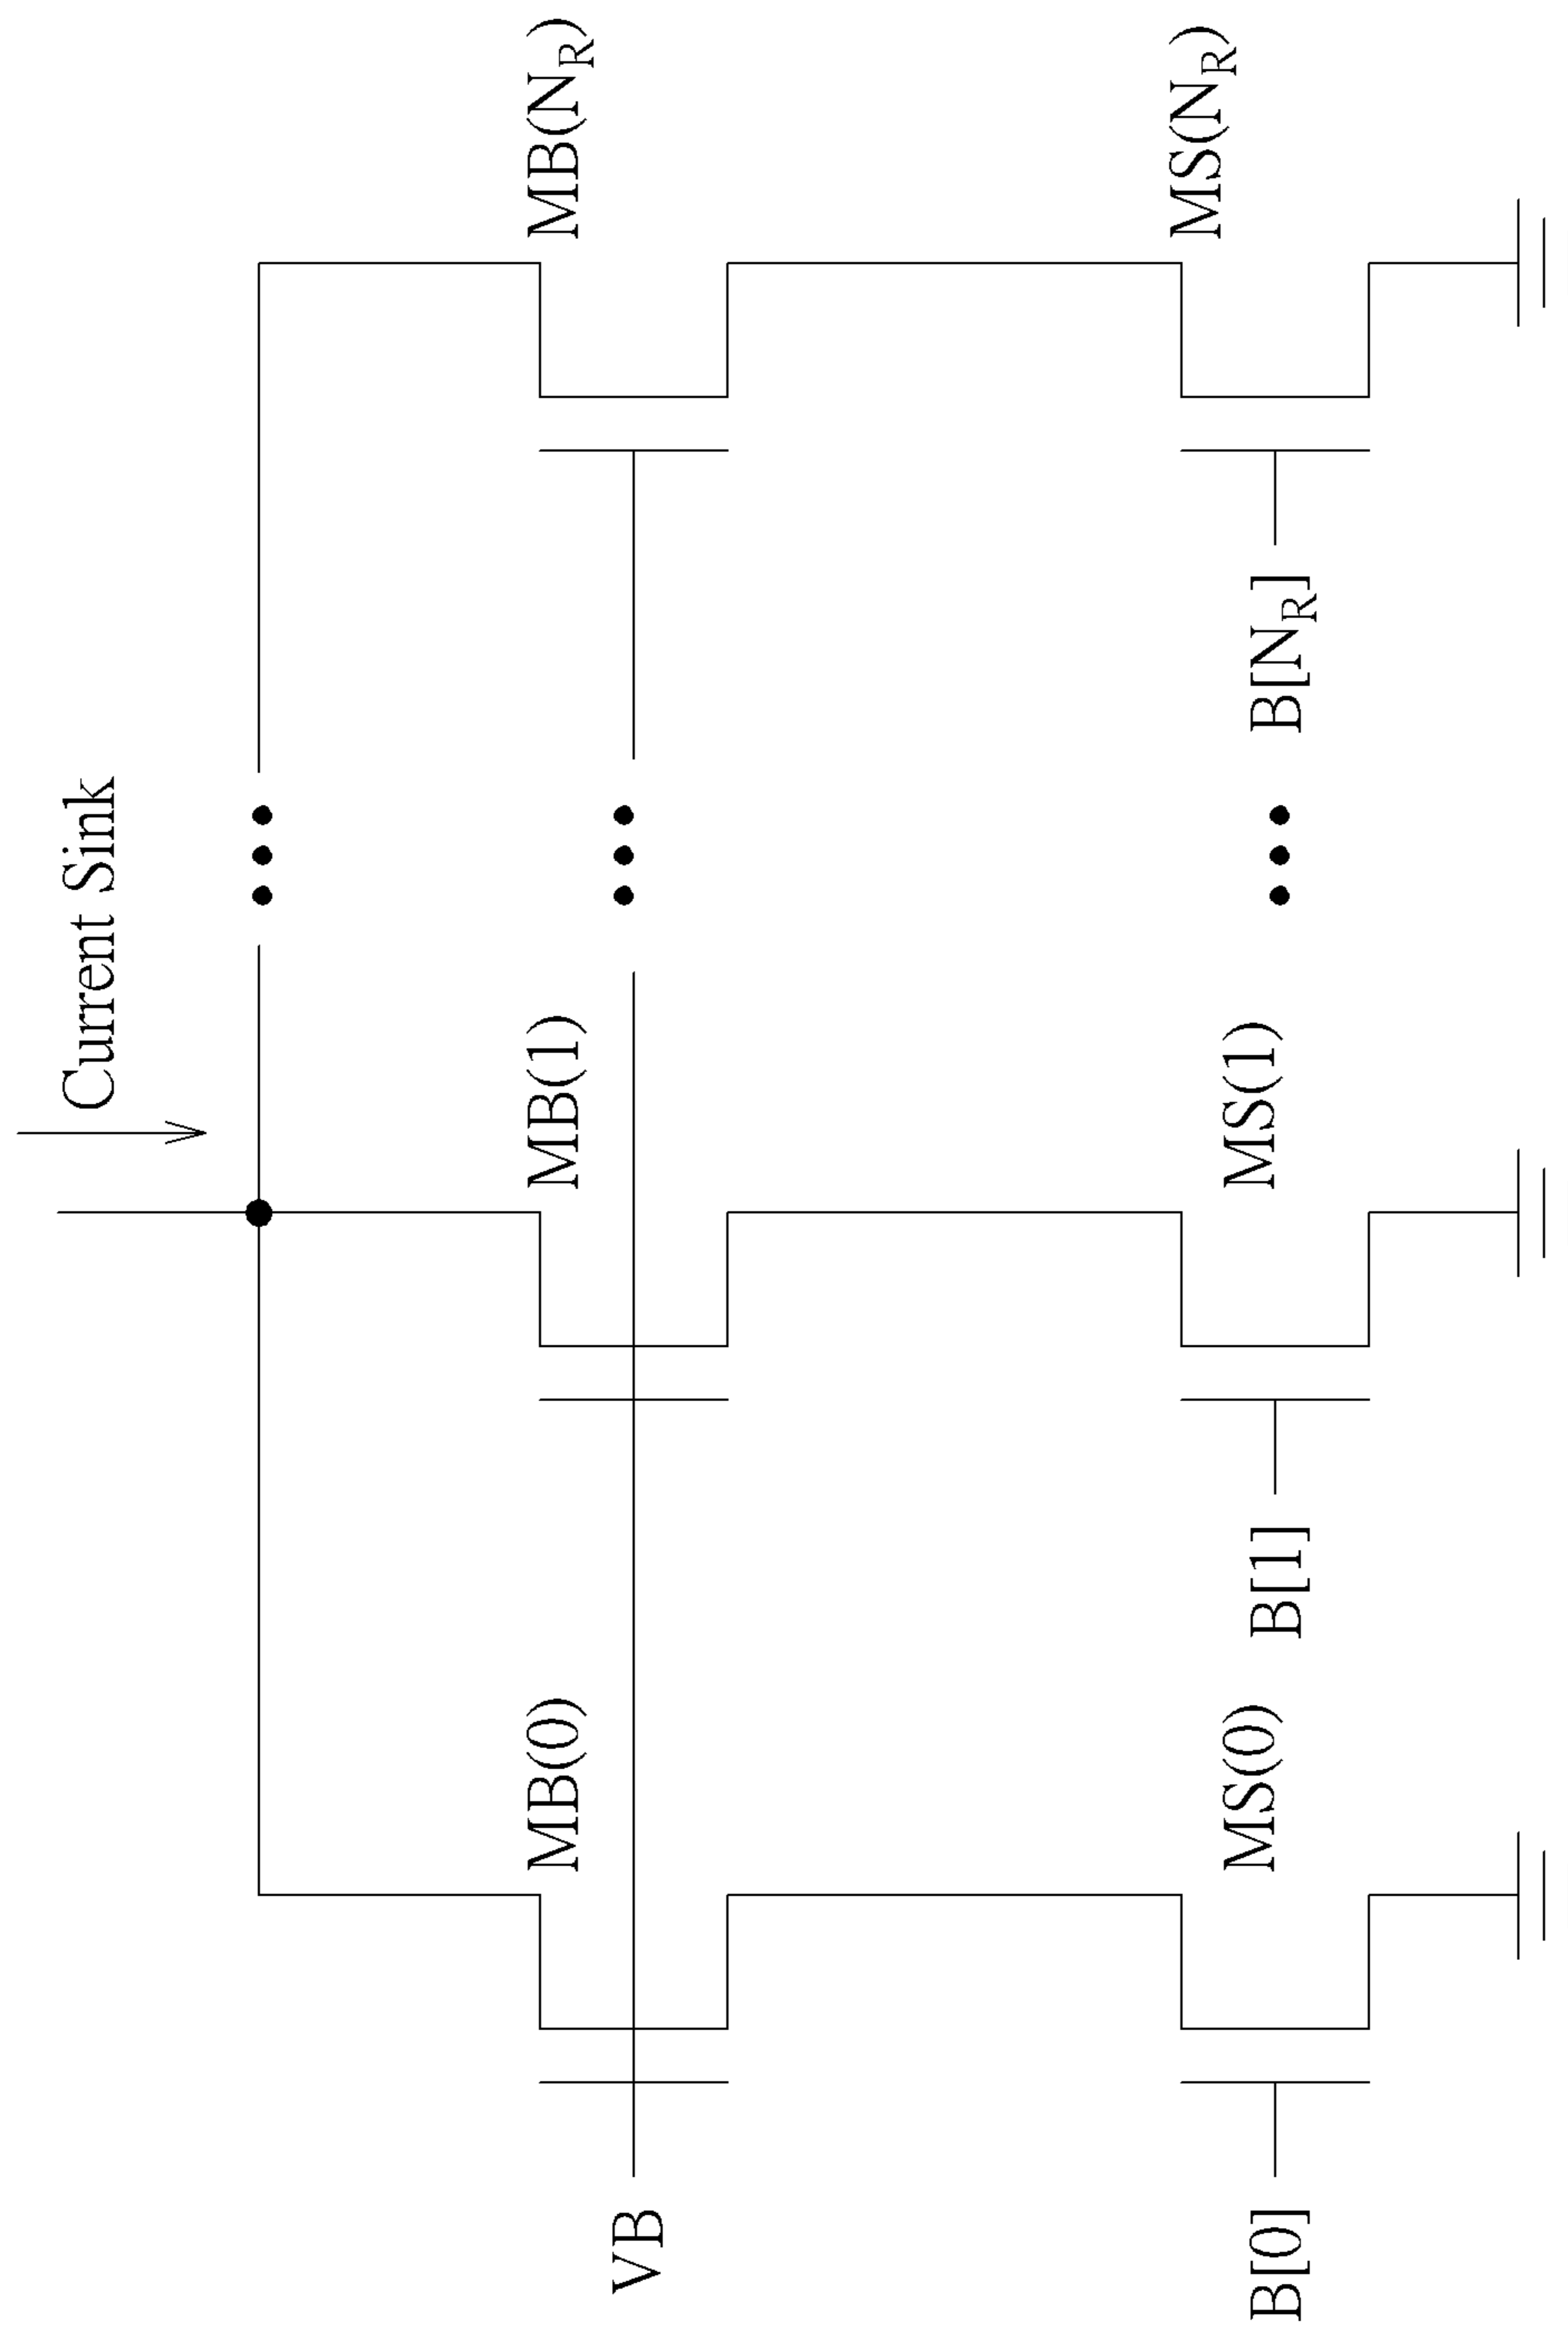 Current Sink
MB(0)
MB(1)
MB(N_R)
VB
MS(0)
MS(1)
MS(N_R)
B[0]
B[1]
B[N_R]